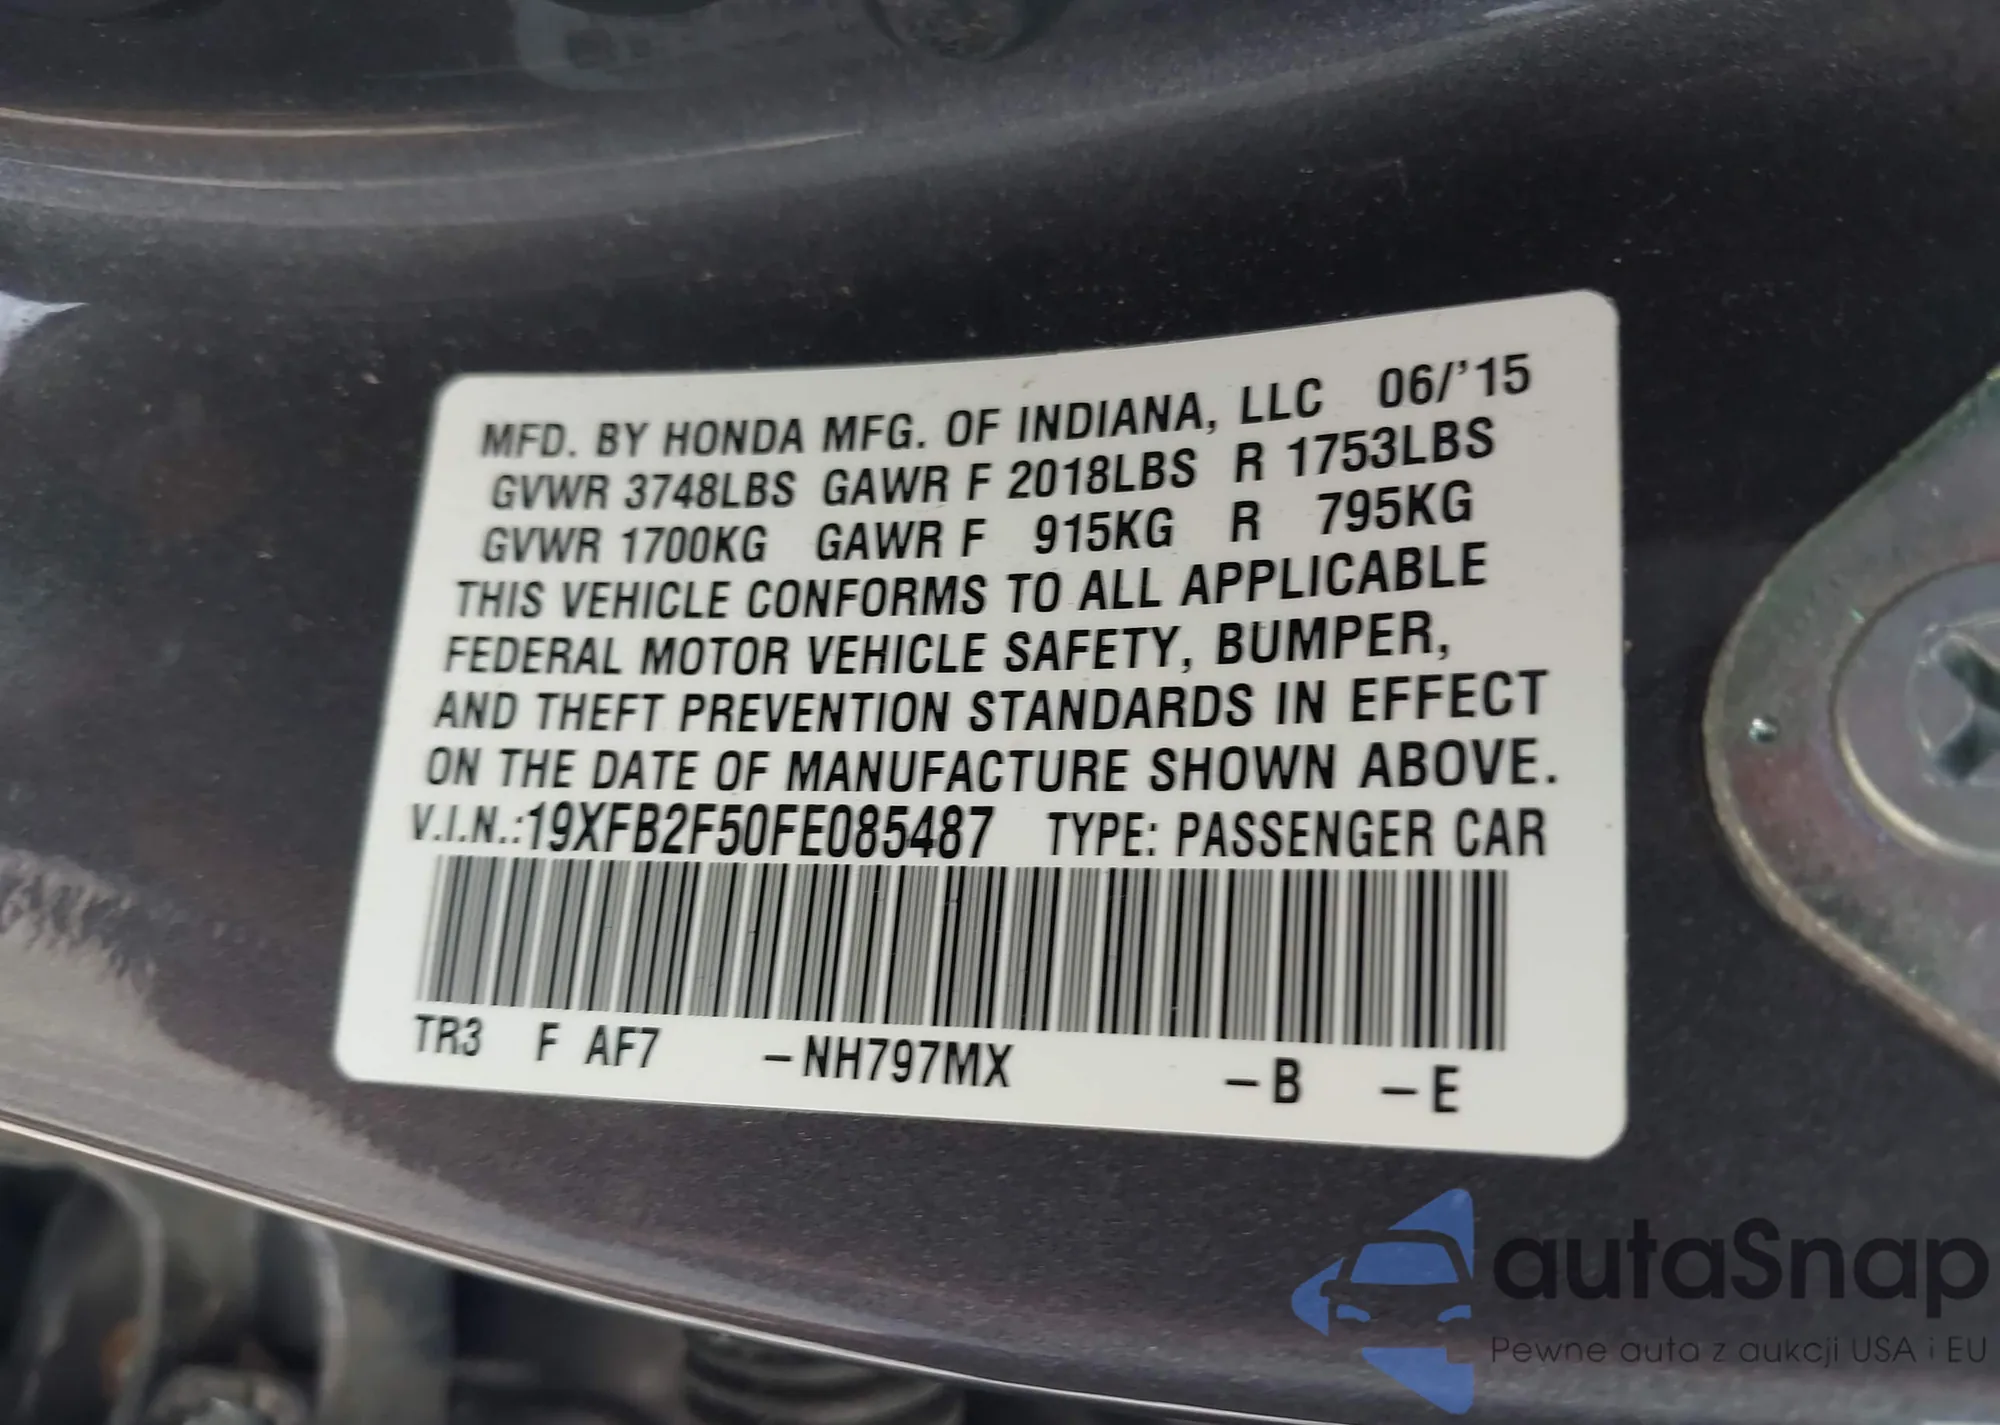 MFD. BY HONDA MFG. OF INDIANA, LLC 06/'15
GVWR 3748LBS GAWR F 2018LBS R 1753LBS
GVWR 1700KG GAWR F 915KG R 795KG
THIS VEHICLE CONFORMS TO ALL APPLICABLE
FEDERAL MOTOR VEHICLE SAFETY, BUMPER,
AND THEFT PREVENTION STANDARDS IN EFFECT
ON THE DATE OF MANUFACTURE SHOWN ABOVE.
V.I.N.:19XFB2F50FE085487 TYPE: PASSENGER CAR
TR3 F AF7 –NH797MX –B –E
autaSnap
Pewne auta z aukcji USA i EU